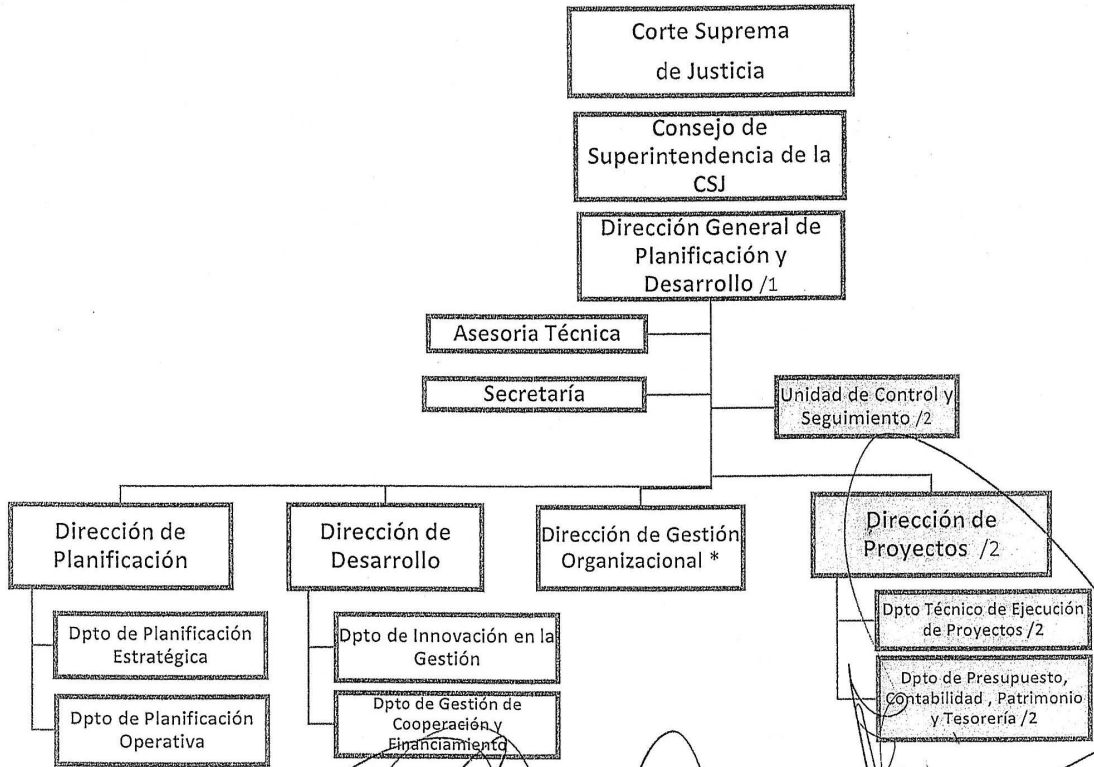 Corte Suprema
de Justicia
Consejo de
Superintendencia de la
CSJ
Dirección General de
Planificación y
Desarrollo /1
Asesoria Técnica
Secretaría
Unidad de Control y
Seguimiento /2
Dirección de
Planificación
Dpto de Planificación
Estratégica
Dpto de Planificación
Operativa
Dirección de
Desarrollo
Dpto de Innovación en la
Gestión
Dpto de Gestión de
Cooperación y
Financiamiento
Dirección de Gestión
Organizacional *
Dirección de
Proyectos /2
Dpto Técnico de Ejecución
de Proyectos /2
Dpto de Presupuesto,
Contabilidad , Patrimonio
y Tesorería /2